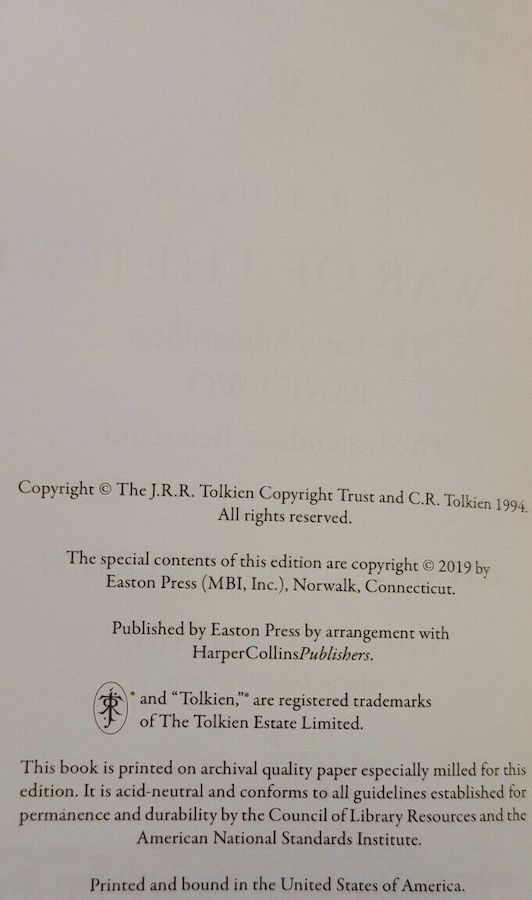 Copyright © The J.R.R. Tolkien Copyright Trust and C.R. Tolkien 1994.
All rights reserved.
The special contents of this edition are copyright © 2019 by
Easton Press (MBI, Inc.), Norwalk, Connecticut.
Published by Easton Press by arrangement with
HarperCollinsPublishers.
® and “Tolkien,”® are registered trademarks
of The Tolkien Estate Limited.
This book is printed on archival quality paper especially milled for this
edition. It is acid-neutral and conforms to all guidelines established for
permanence and durability by the Council of Library Resources and the
American National Standards Institute.
Printed and bound in the United States of America.